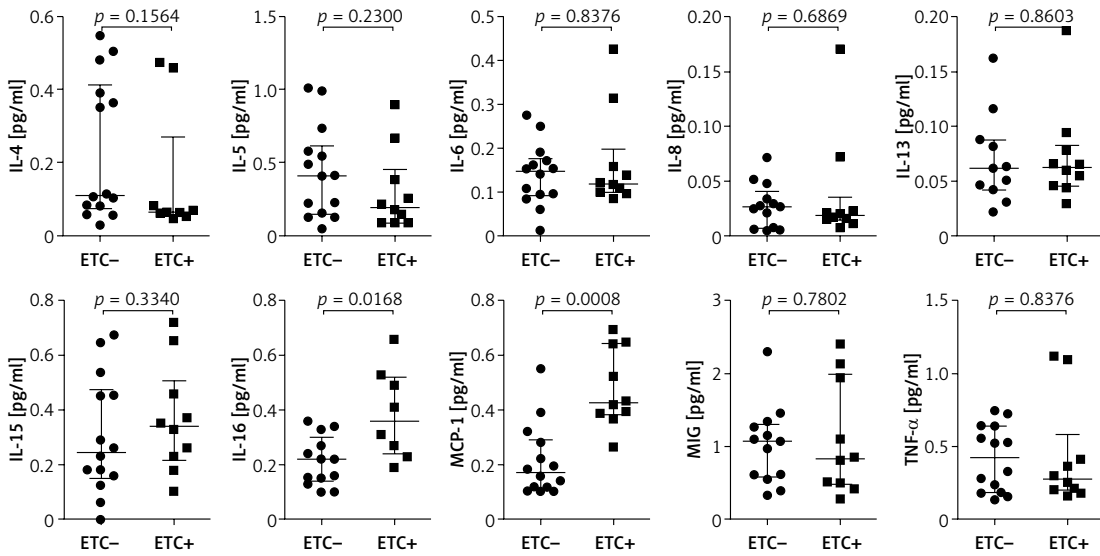 p = 0.1564
IL-4 [pg/ml]
0.6
0.4
0.2
0
ETC– ETC+
p = 0.2300
IL-5 [pg/ml]
1.5
1.0
0.5
0
ETC– ETC+
p = 0.8376
IL-6 [pg/ml]
0.5
0.4
0.3
0.2
0.1
0
ETC– ETC+
p = 0.6869
IL-8 [pg/ml]
0.20
0.15
0.10
0.05
0
ETC– ETC+
p = 0.8603
IL-13 [pg/ml]
0.20
0.15
0.10
0.05
0
ETC– ETC+
p = 0.3340
IL-15 [pg/ml]
0.8
0.6
0.4
0.2
0
ETC– ETC+
p = 0.0168
IL-16 [pg/ml]
0.8
0.6
0.4
0.2
0
ETC– ETC+
p = 0.0008
MCP-1 [pg/ml]
0.8
0.6
0.4
0.2
0
ETC– ETC+
p = 0.7802
MIG [pg/ml]
3
2
1
0
ETC– ETC+
p = 0.8376
TNF-α [pg/ml]
1.5
1.0
0.5
0
ETC– ETC+